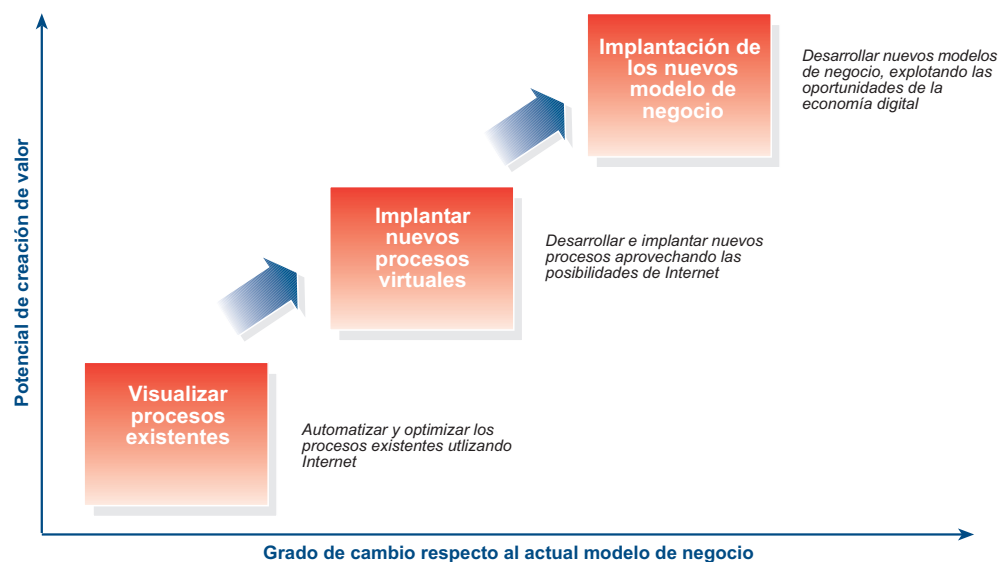 Implantación de
los nuevos
modelo de
negocio
Desarrollar nuevos modelos
de negocio, explotando las
oportunidades de la
economía digital
Potencial de creación de valor
Implantar
nuevos
procesos
virtuales
Desarrollar e implantar nuevos
procesos aprovechando las
posibilidades de Internet
Visualizar
procesos
existentes
Automatizar y optimizar los
procesos existentes utlizando
Internet
Grado de cambio respecto al actual modelo de negocio